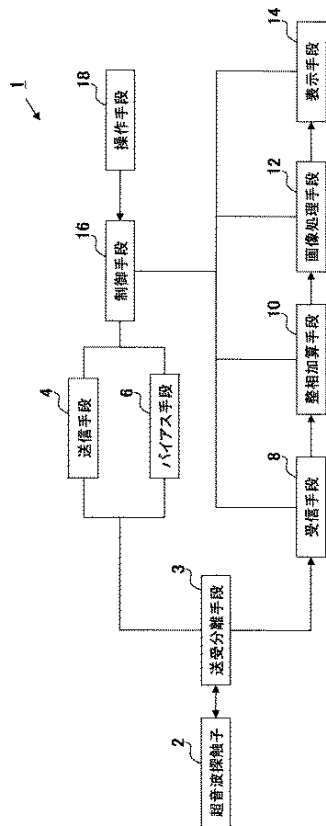 1
2
超音波探触子
3
送受分離手段
4
送信手段
6
バイアス手段
16
制御手段
18
操作手段
8
受信手段
10
整相加算手段
12
画像処理手段
14
表示手段